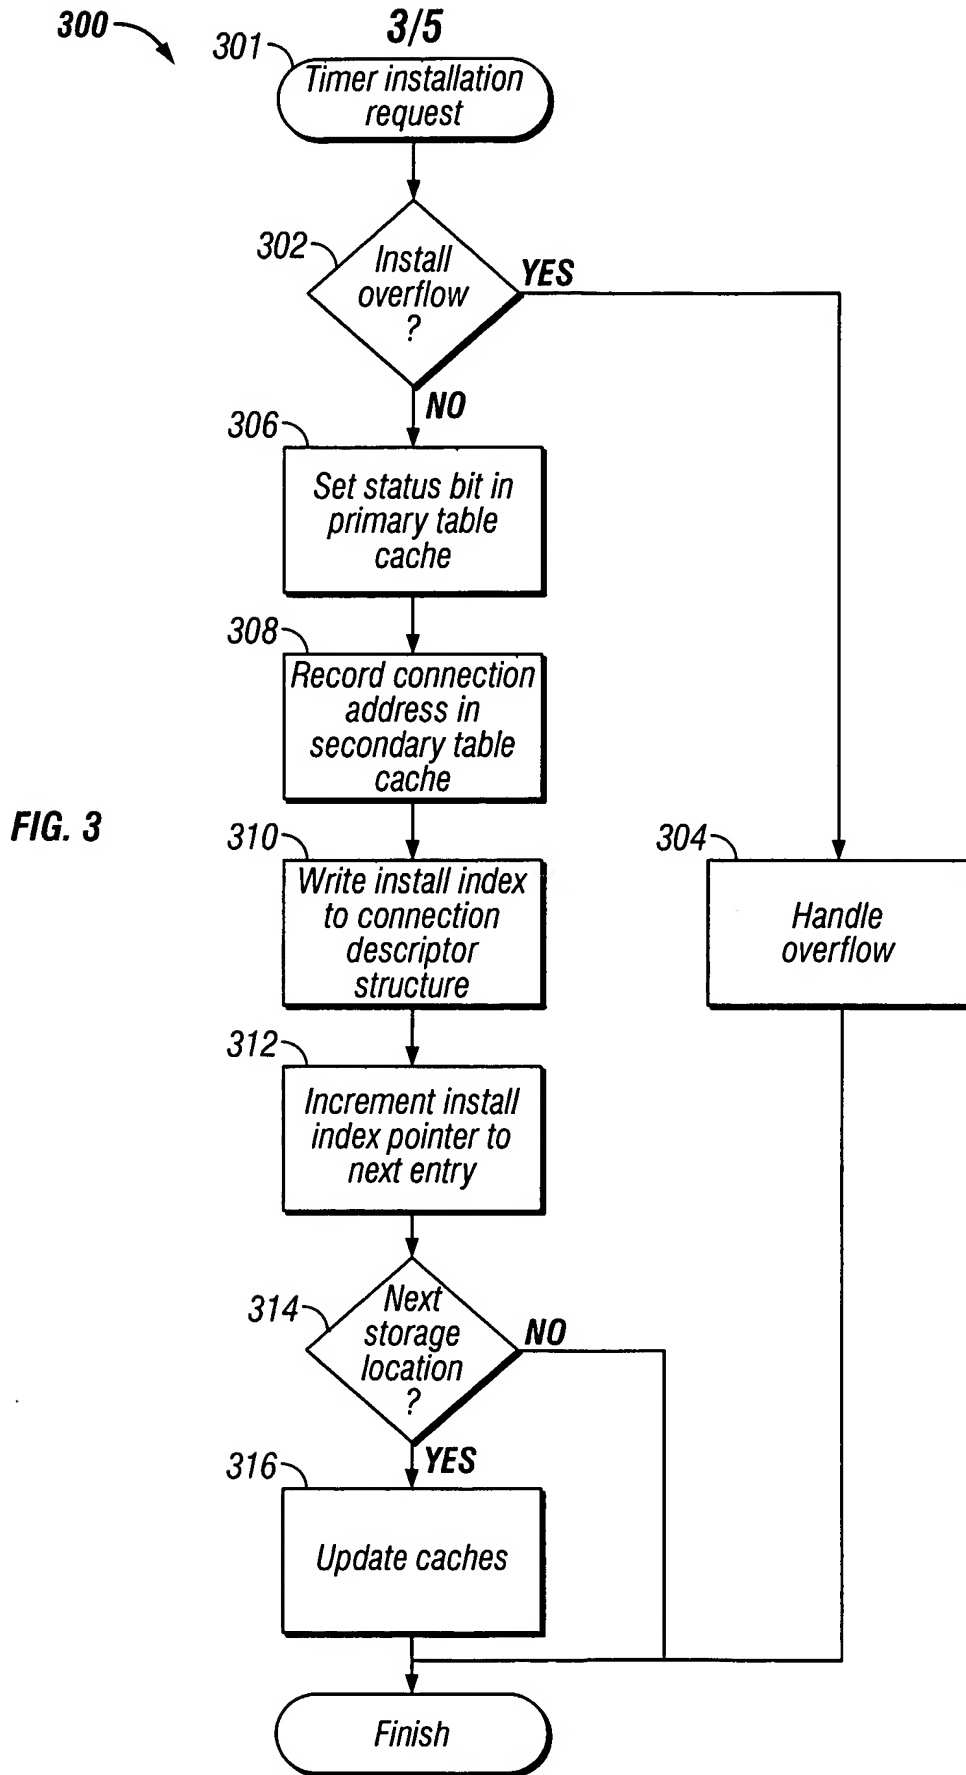 300
3/5
301
Timer installation
request
302
Install
overflow
?
YES
NO
306
Set status bit in
primary table
cache
308
Record connection
address in
secondary table
cache
FIG. 3
310
Write install index
to connection
descriptor
structure
304
Handle
overflow
312
Increment install
index pointer to
next entry
314
Next
storage
location
?
NO
YES
316
Update caches
Finish